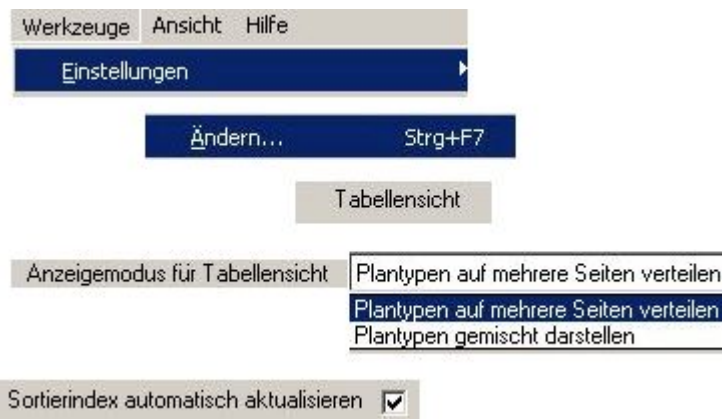 Werkzeuge Ansicht Hilfe
Einstellungen
Ändern... Strg+F7
Tabellensicht
Anzeigemodus für Tabellensicht Plantypen auf mehrere Seiten verteilen
Plantypen auf mehrere Seiten verteilen
Plantypen gemischt darstellen
Sortierindex automatisch aktualisieren